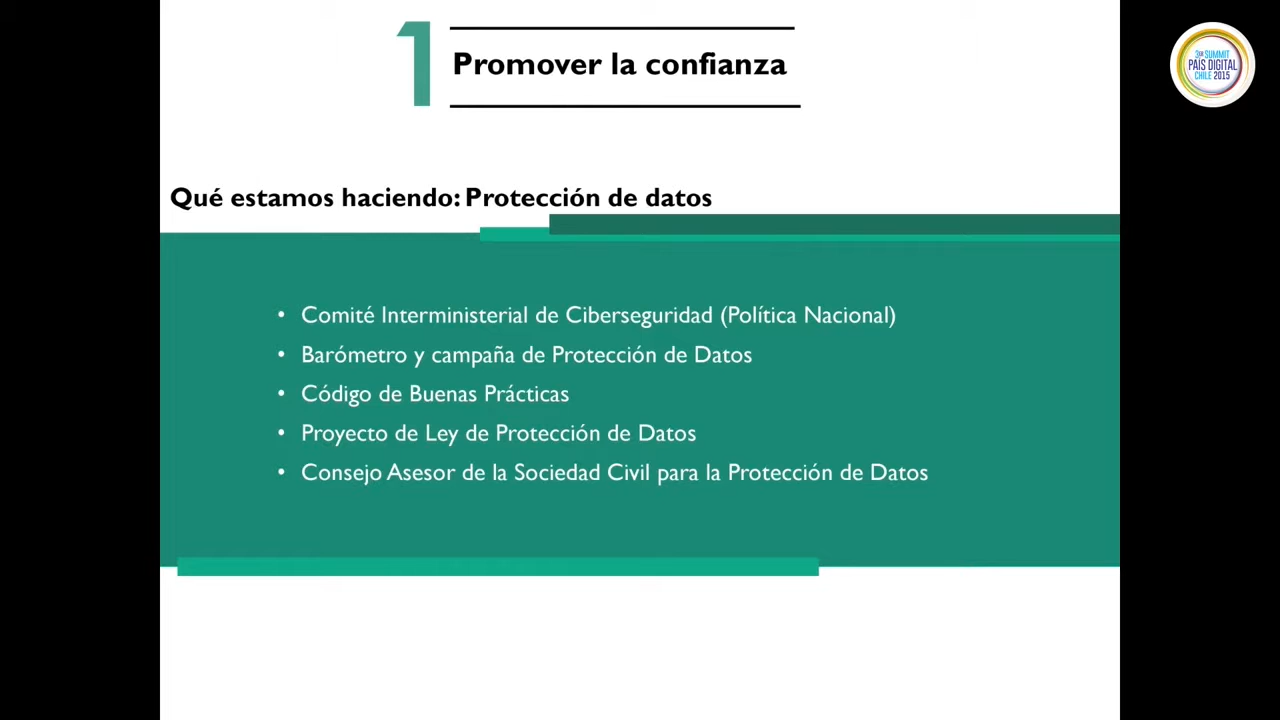 1
Promover la confianza
3ER SUMMIT
PAÍS DIGITAL
CHILE 2015
Qué estamos haciendo: Protección de datos
• Comité Interministerial de Ciberseguridad (Política Nacional)
• Barómetro y campaña de Protección de Datos
• Código de Buenas Prácticas
• Proyecto de Ley de Protección de Datos
• Consejo Asesor de la Sociedad Civil para la Protección de Datos